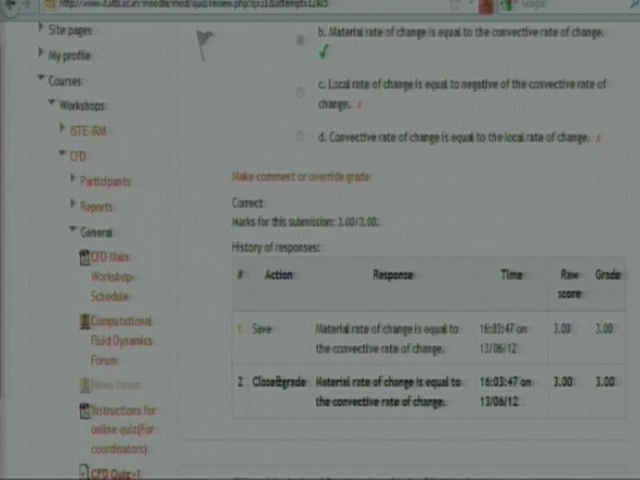 Site pages
My profile
Courses
Workshops
ISTE-IRM
CFD
Participants
Reports
General
CFD Main
Workshop-
Schedule
Computational
Fluid Dynamics
Forum
News forum
Instructions for
online quiz(For
coordinators)
CFD Quiz -1
Google
b. Material rate of change is equal to the convective rate of change.
c. Local rate of change is equal to negative of the convective rate of
change.
d. Convective rate of change is equal to the local rate of change.
Make comment or override grade
Correct
Marks for this submission: 3.00/3.00.
History of responses:
# Action Response Time Raw score Grade
1 Save Material rate of change is equal to the convective rate of change. 16:03:47 on 13/06/12 3.00 3.00
2 Close&grade Material rate of change is equal to the convective rate of change. 16:03:47 on 13/06/12 3.00 3.00